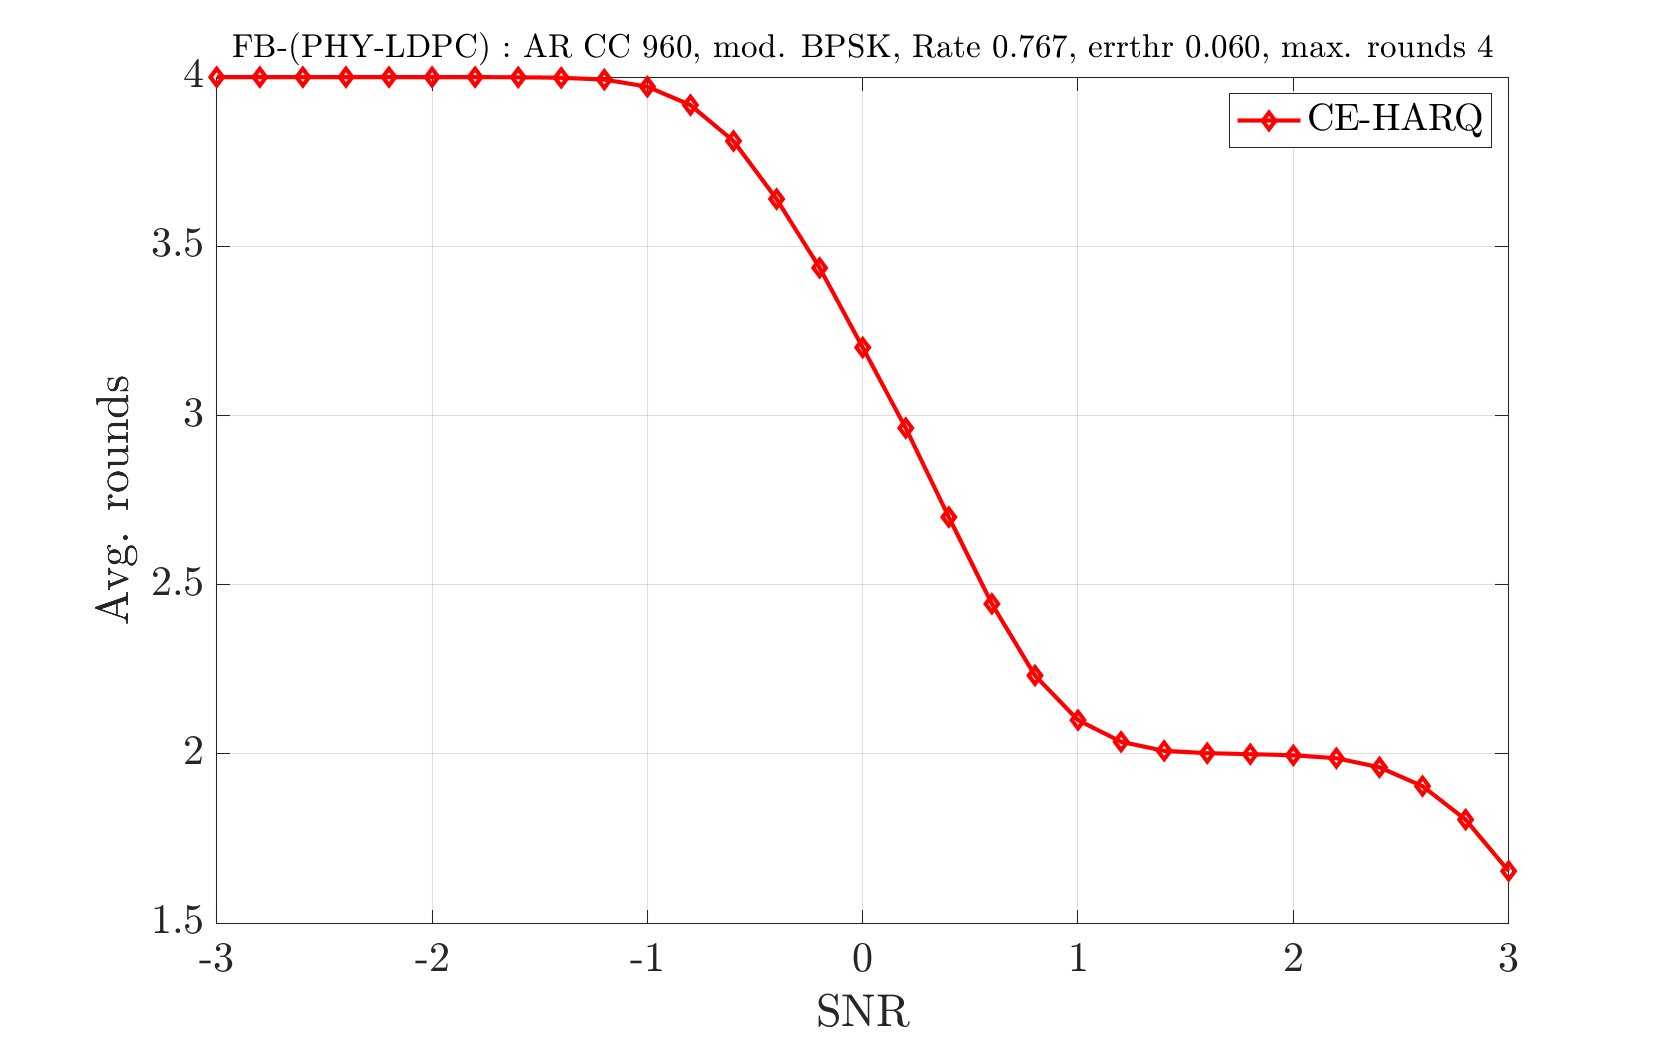 FB-(PHY-LDPC) : AR CC 960, mod. BPSK, Rate 0.767, errthr 0.060, max. rounds 4
CE-HARQ
4
3.5
3
2.5
2
1.5
Avg. rounds
-3 -2 -1 0 1 2 3
SNR